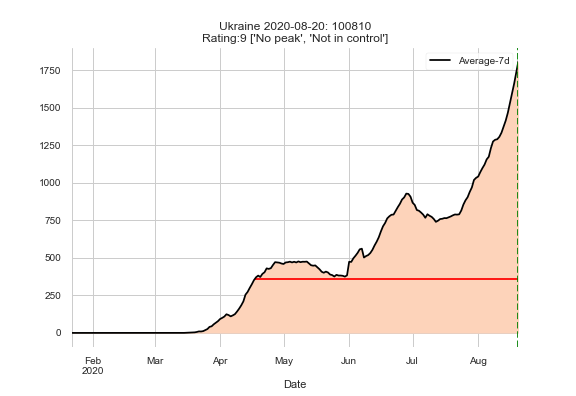 Ukraine 2020-08-20: 100810
Rating:9 ['No peak', 'Not in control']
Average-7d
1750
1500
1250
1000
750
500
250
0
Feb
2020
Mar
Apr
May
Jun
Jul
Aug
Date